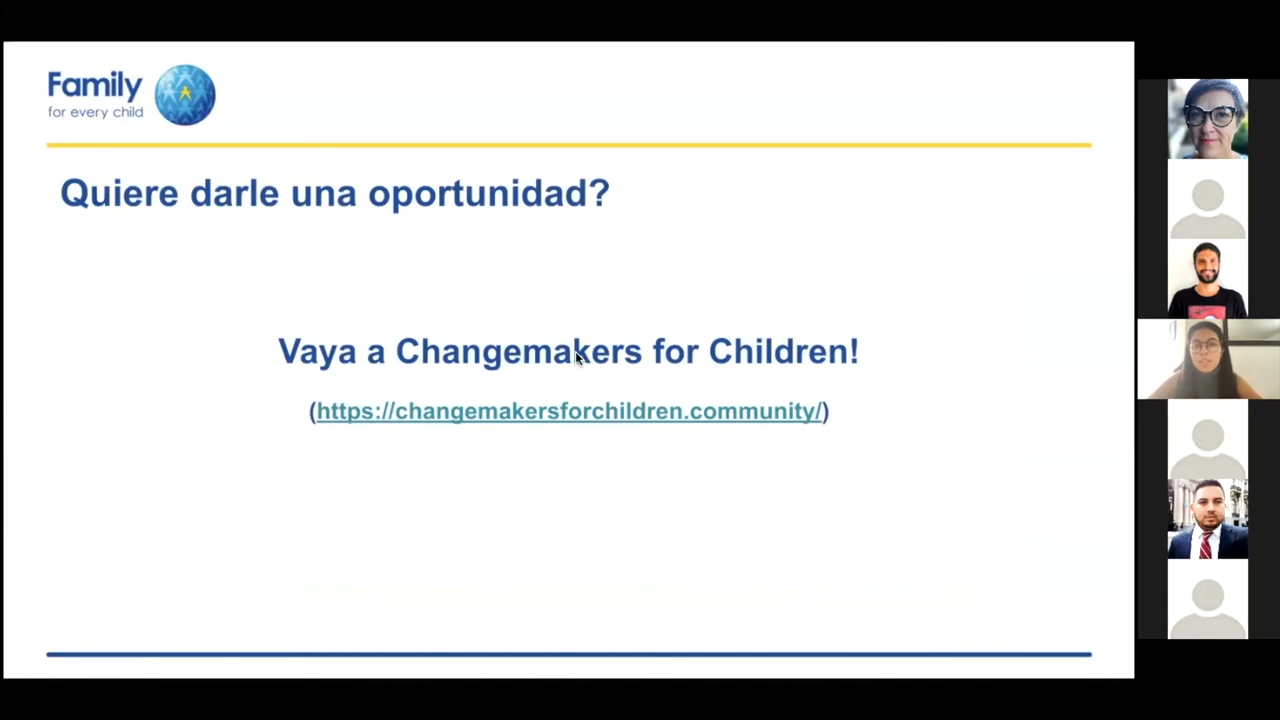 Family
for every child
Quiere darle una oportunidad?
Vaya a Changemakers for Children!
(https://changemakersforchildren.community/)